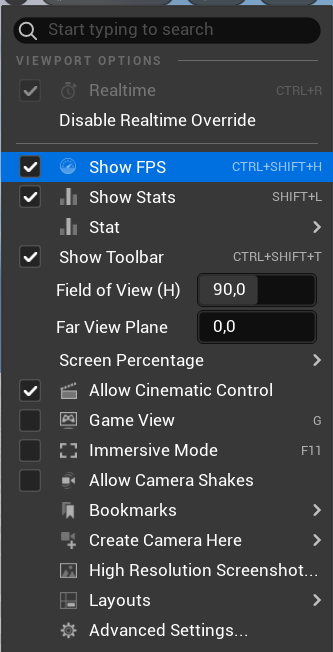 Start typing to search
VIEWPORT OPTIONS
Realtime CTRL+R
Disable Realtime Override
Show FPS CTRL+SHIFT+H
Show Stats SHIFT+L
Stat
Show Toolbar CTRL+SHIFT+T
Field of View (H) 90,0
Far View Plane 0,0
Screen Percentage
Allow Cinematic Control
Game View G
Immersive Mode F11
Allow Camera Shakes
Bookmarks
Create Camera Here
High Resolution Screenshot...
Layouts
Advanced Settings...